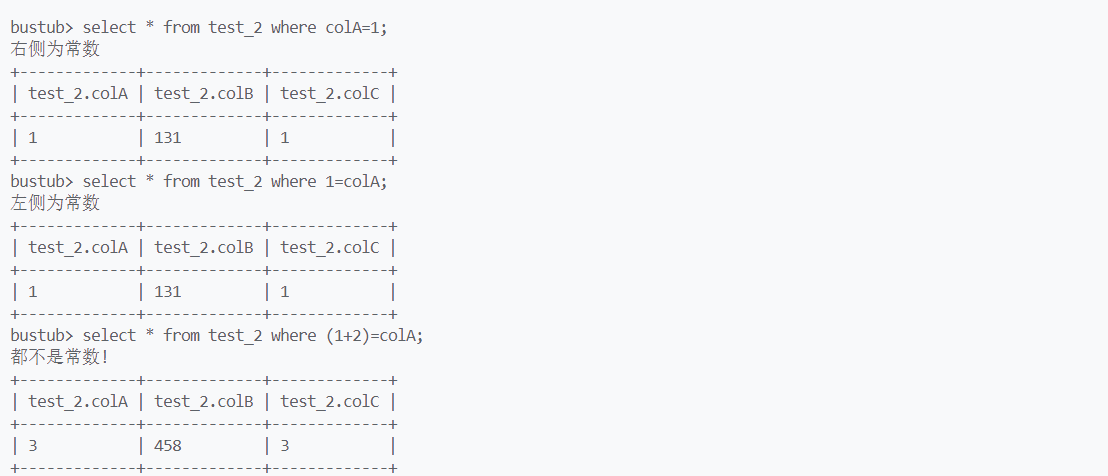 bustub> select * from test_2 where colA=1;
右侧为常数
+-------------+-------------+-------------+
| test_2.colA | test_2.colB | test_2.colC |
+-------------+-------------+-------------+
| 1           | 131         | 1           |
+-------------+-------------+-------------+
bustub> select * from test_2 where 1=colA;
左侧为常数
+-------------+-------------+-------------+
| test_2.colA | test_2.colB | test_2.colC |
+-------------+-------------+-------------+
| 1           | 131         | 1           |
+-------------+-------------+-------------+
bustub> select * from test_2 where (1+2)=colA;
都不是常数!
+-------------+-------------+-------------+
| test_2.colA | test_2.colB | test_2.colC |
+-------------+-------------+-------------+
| 3           | 458         | 3           |
+-------------+-------------+-------------+